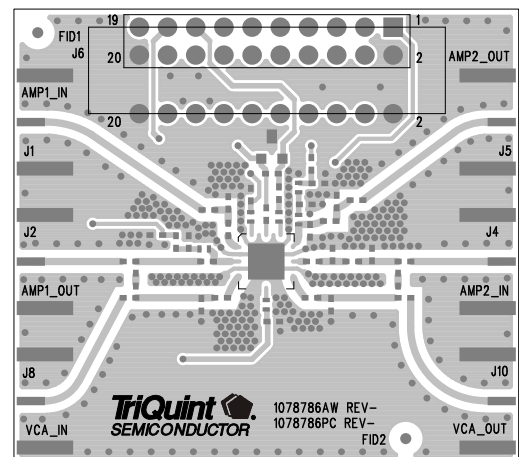 19 1
FID1
J6
20 2
AMP2_OUT
AMP1_IN
20 2
J1 J5
J2 J4
AMP1_OUT AMP2_IN
J8 J10
TriQuint
SEMICONDUCTOR
1078786AW REV-
1078786PC REV-
FID2
VCA_IN VCA_OUT